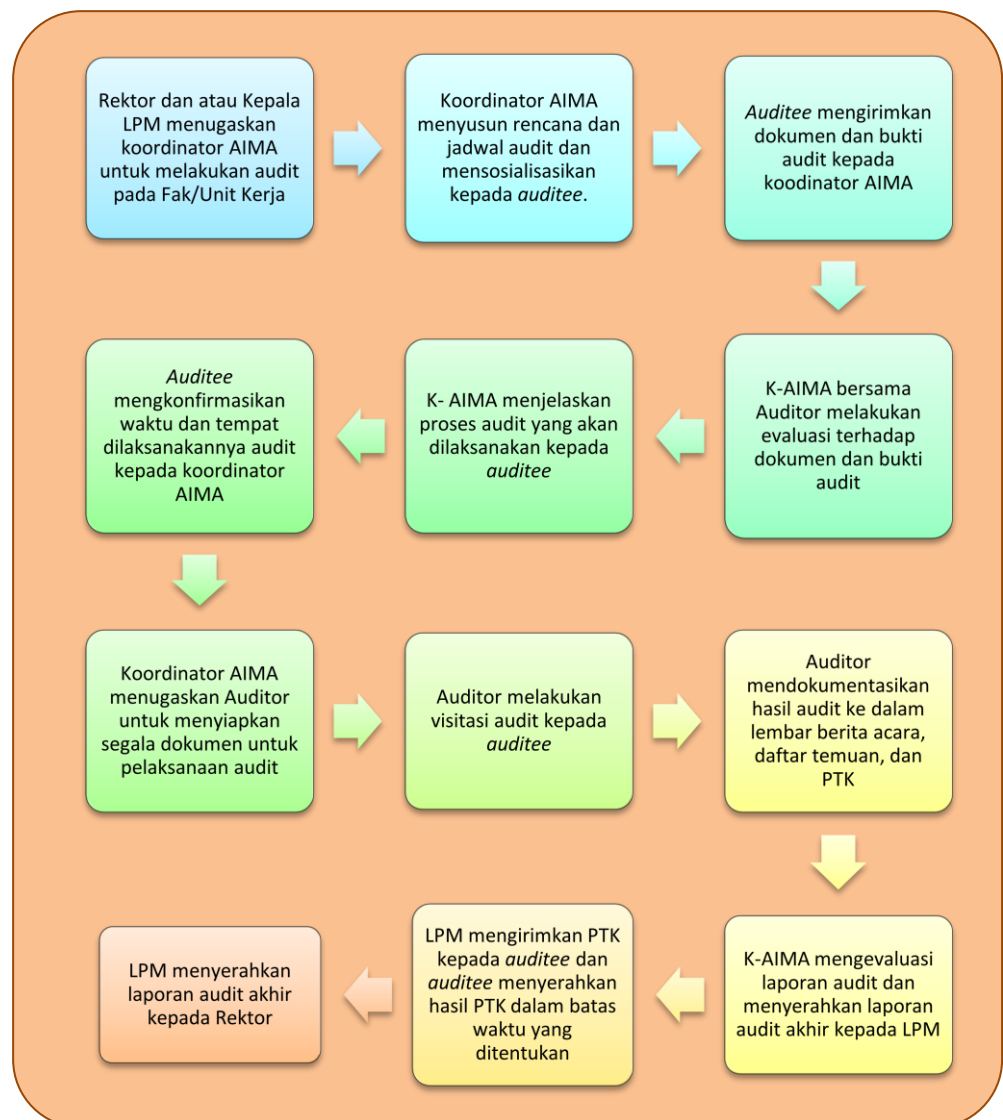 Rektor dan atau Kepala
LPM menugaskan
koordinator AIMA
untuk melakukan audit
pada Fak/Unit Kerja
Koordinator AIMA
menyusun rencana dan
jadwal audit dan
mensosialisasikan
kepada auditee.
Auditee mengirimkan
dokumen dan bukti
audit kepada
koodinator AIMA
K-AIMA bersama
Auditor melakukan
evaluasi terhadap
dokumen dan bukti
audit
K- AIMA menjelaskan
proses audit yang akan
dilaksanakan kepada
auditee
Auditee
mengkonfirmasikan
waktu dan tempat
dilaksanakannya audit
kepada koordinator
AIMA
Koordinator AIMA
menugaskan Auditor
untuk menyiapkan
segala dokumen untuk
pelaksanaan audit
Auditor melakukan
visitasi audit kepada
auditee
Auditor
mendokumentasikan
hasil audit ke dalam
lembar berita acara,
daftar temuan, dan
PTK
K-AIMA mengevaluasi
laporan audit dan
menyerahkan laporan
audit akhir kepada LPM
LPM mengirimkan PTK
kepada auditee dan
auditee menyerahkan
hasil PTK dalam batas
waktu yang
ditentukan
LPM menyerahkan
laporan audit akhir
kepada Rektor